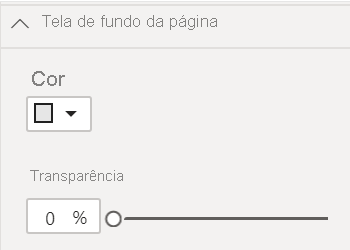 Tela de fundo da página
Cor
Transparência
0 %